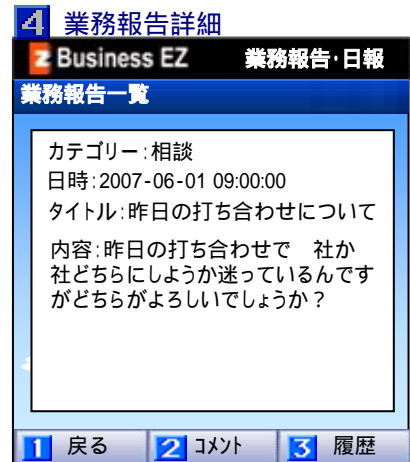 4 業務報告詳細
Business EZ 業務報告・日報
業務報告一覧
カテゴリー:相談
日時:2007-06-01 09:00:00
タイトル:昨日の打ち合わせについて
内容:昨日の打ち合わせで　社か
社どちらにしようか迷っているんです
がどちらがよろしいでしょうか?
1 戻る 2 コメント 3 履歴